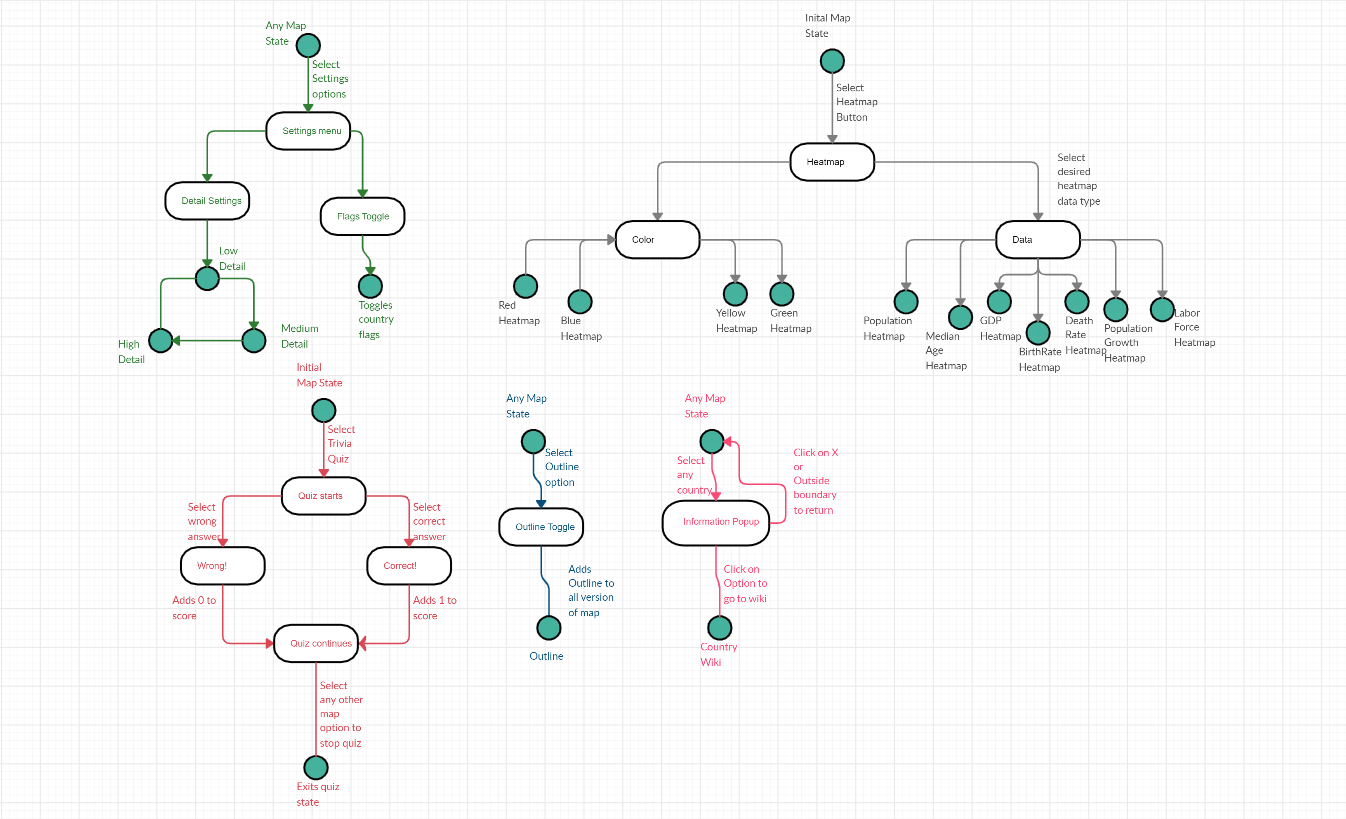 Any Map
State
Select
Settings
options
Settings menu
Detail Settings
Flags Toggle
Low
Detail
Toggles
country
flags
Medium
Detail
High
Detail
Inital Map
State
Select
Heatmap
Button
Heatmap
Select
desired
heatmap
data type
Color
Data
Red
Heatmap
Blue
Heatmap
Yellow
Heatmap
Green
Heatmap
Population
Heatmap
Median
Age
Heatmap
GDP
Heatmap
BirthRate
Heatmap
Death
Rate
Heatmap
Population
Growth
Heatmap
Labor
Force
Heatmap
Initial
Map State
Select
Trivia
Quiz
Quiz starts
Select
wrong
answer
Select
correct
answer
Wrong!
Correct!
Adds 0 to
score
Adds 1 to
score
Quiz continues
Select
any other
map
option to
stop quiz
Exits quiz
state
Any Map
State
Select
Outline
option
Outline Toggle
Adds
Outline to
all version
of map
Outline
Any Map
State
Select
any
country
Click on X
or
Outside
boundary
to return
Information Popup
Click on
Option to
go to wiki
Country
Wiki